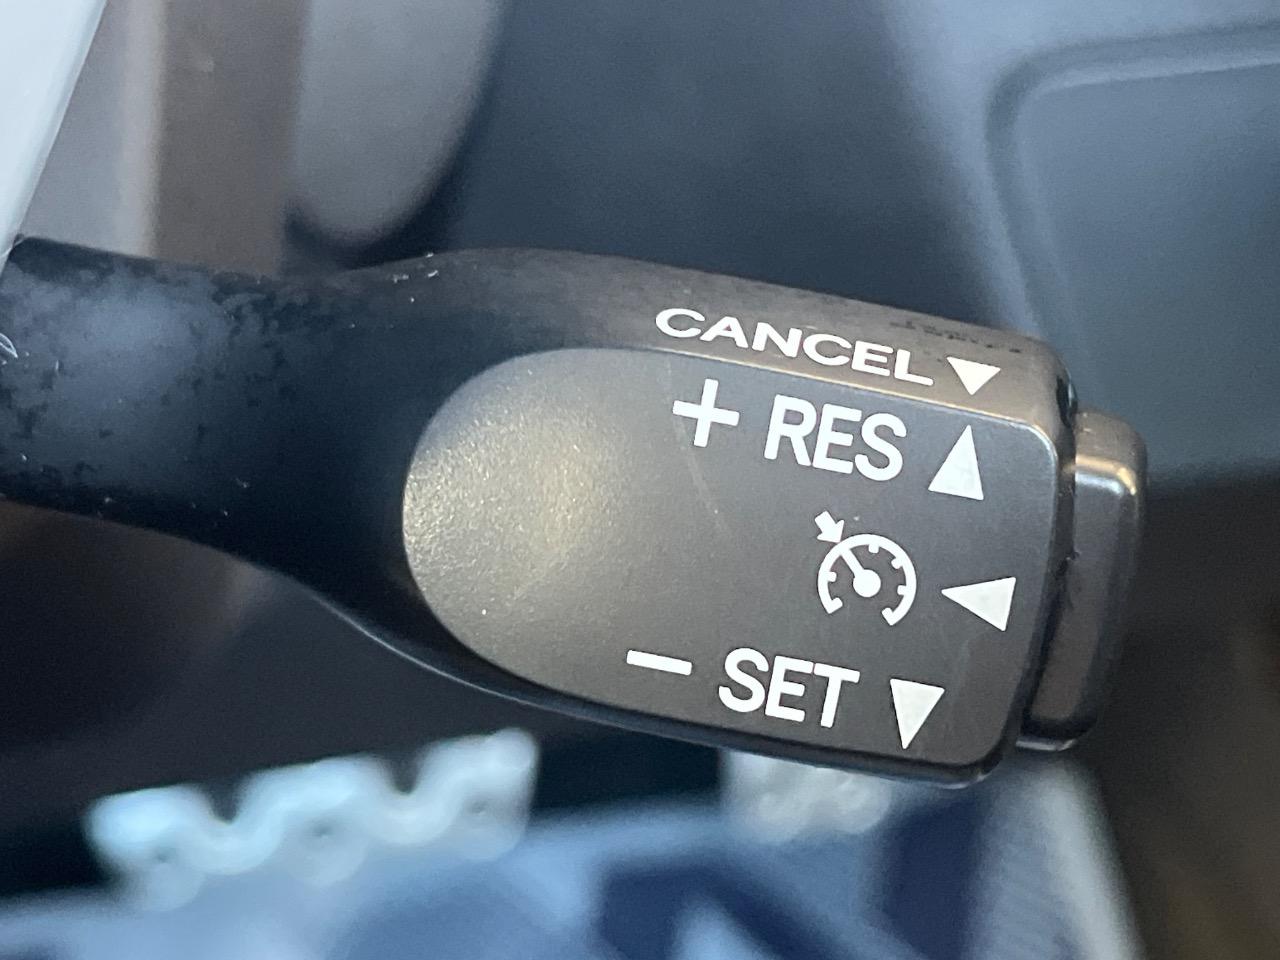 CANCEL ▼
+ RES ▲
◀
− SET ▼